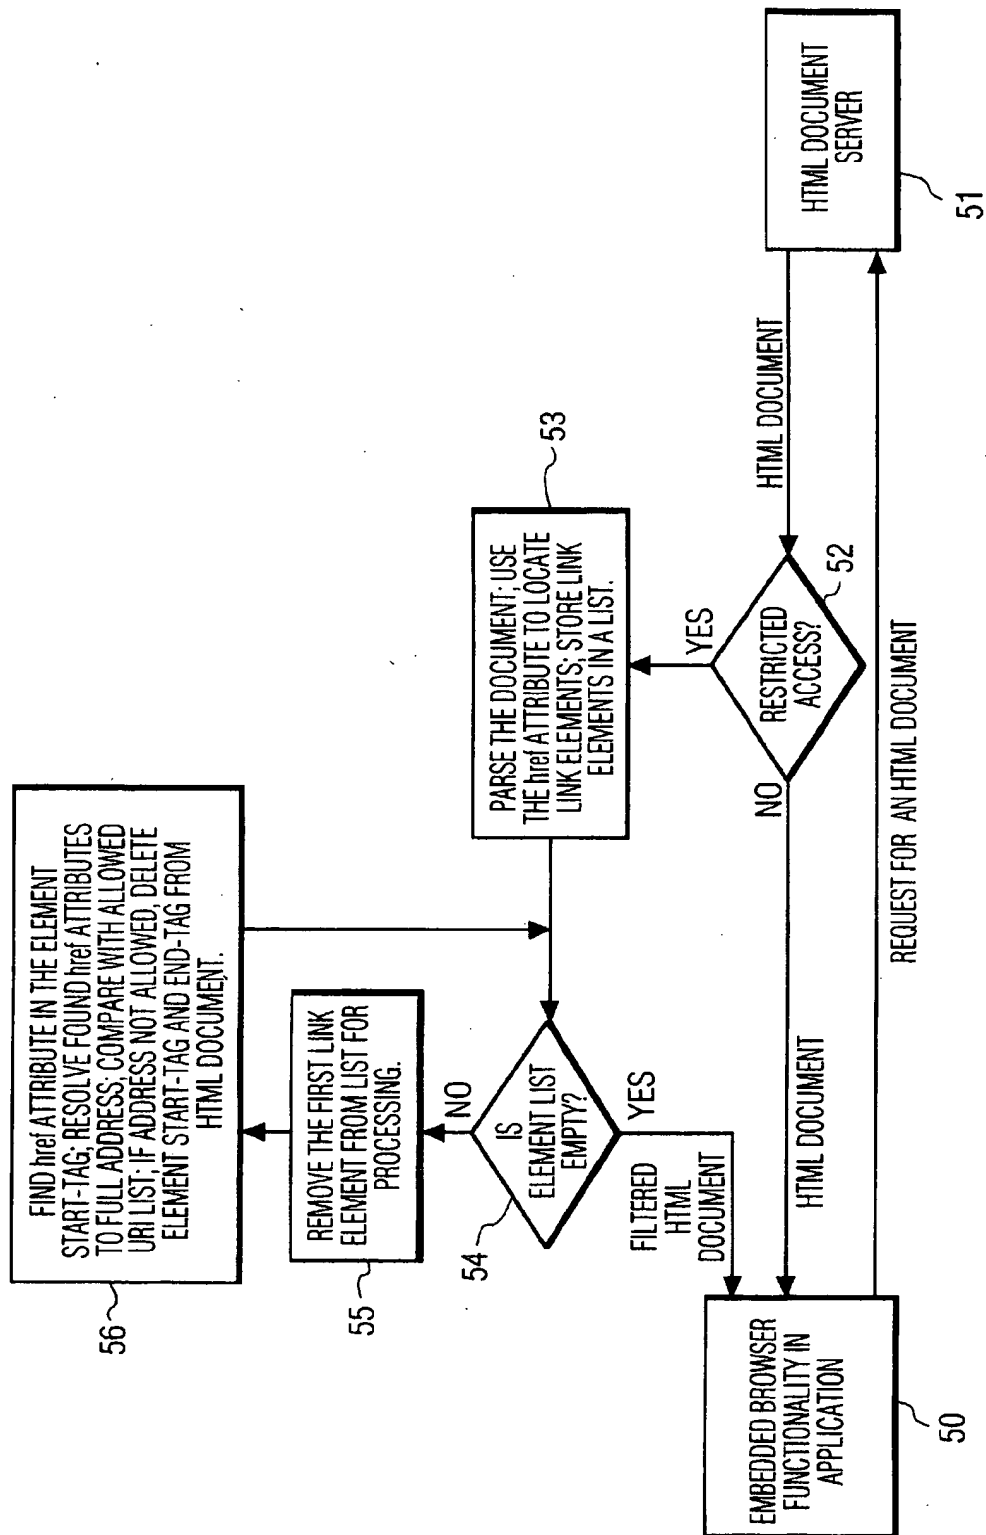 FIND href ATTRIBUTE IN THE ELEMENT
START-TAG; RESOLVE FOUND href ATTRIBUTES
TO FULL ADDRESS; COMPARE WITH ALLOWED
URI LIST; IF ADDRESS NOT ALLOWED, DELETE
ELEMENT START-TAG AND END-TAG FROM
HTML DOCUMENT.
56
REMOVE THE FIRST LINK
ELEMENT FROM LIST FOR
PROCESSING.
55
PARSE THE DOCUMENT; USE
THE href ATTRIBUTE TO LOCATE
LINK ELEMENTS; STORE LINK
ELEMENTS IN A LIST.
53
NO
IS
ELEMENT LIST
EMPTY?
54
YES
FILTERED
HTML
DOCUMENT
YES
RESTRICTED
ACCESS?
52
NO
HTML DOCUMENT
HTML DOCUMENT
HTML DOCUMENT
SERVER
51
EMBEDDED BROWSER
FUNCTIONALITY IN
APPLICATION
50
REQUEST FOR AN HTML DOCUMENT